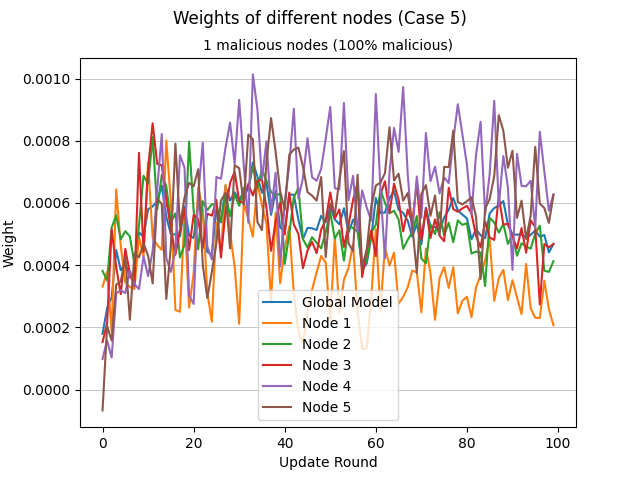 Weights of different nodes (Case 5)
1 malicious nodes (100% malicious)
Weight
0.0010
0.0008
0.0006
0.0004
0.0002
0.0000
Global Model
Node 1
Node 2
Node 3
Node 4
Node 5
0 20 40 60 80 100
Update Round